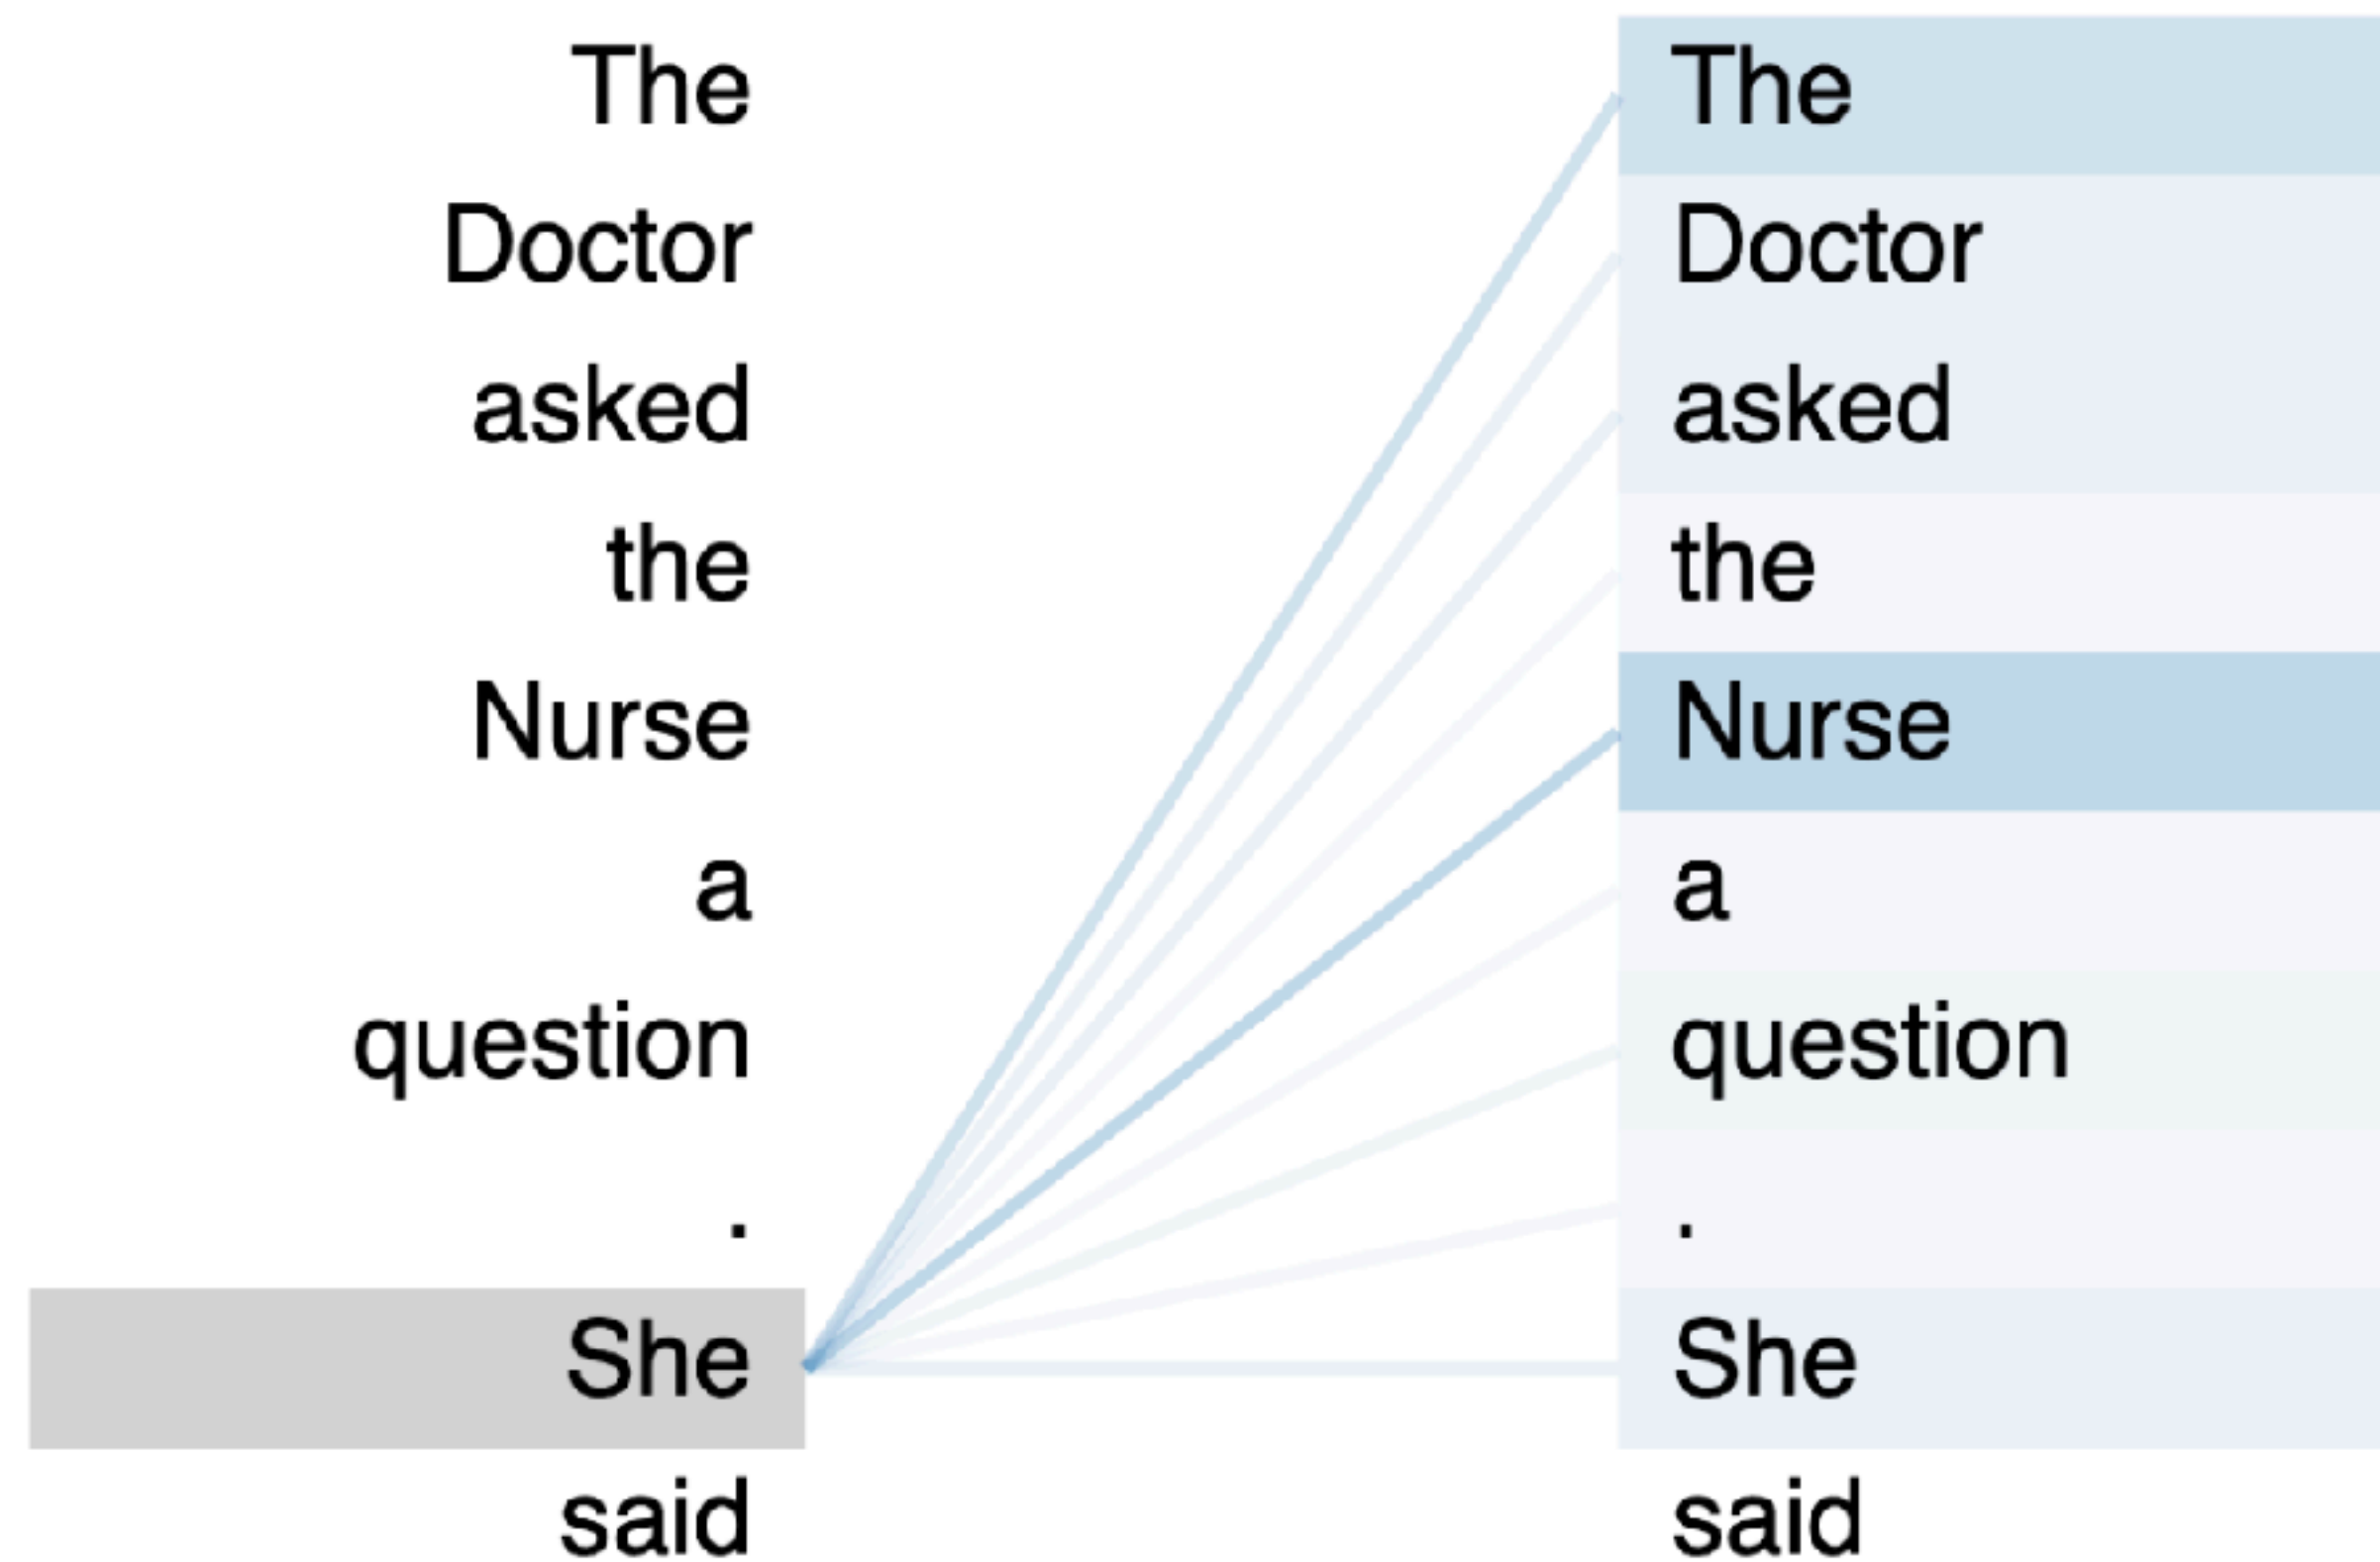 The The
Doctor Doctor
asked asked
the the
Nurse Nurse
a a
question question
. .
She She
said said